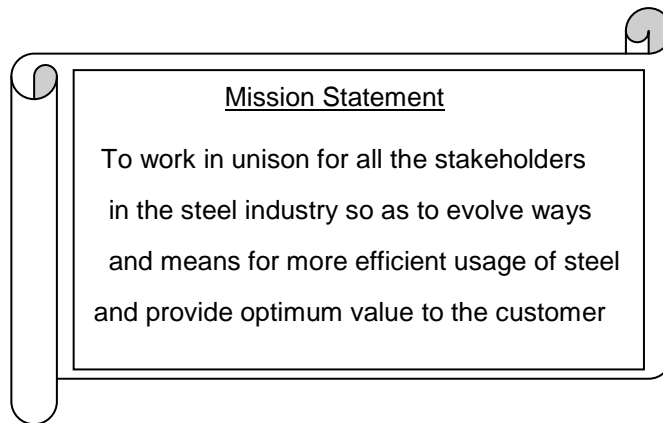 Mission Statement
To work in unison for all the stakeholders
in the steel industry so as to evolve ways
and means for more efficient usage of steel
and provide optimum value to the customer